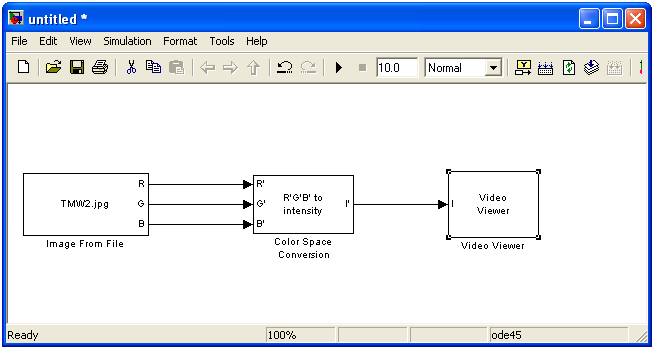 untitled *
File Edit View Simulation Format Tools Help
10.0 Normal
R R'
TMW2.jpg G G' R'G'B' to intensity I' I Video Viewer
B B'
Image From File
Color Space
Conversion
Video Viewer
Ready 100% ode45